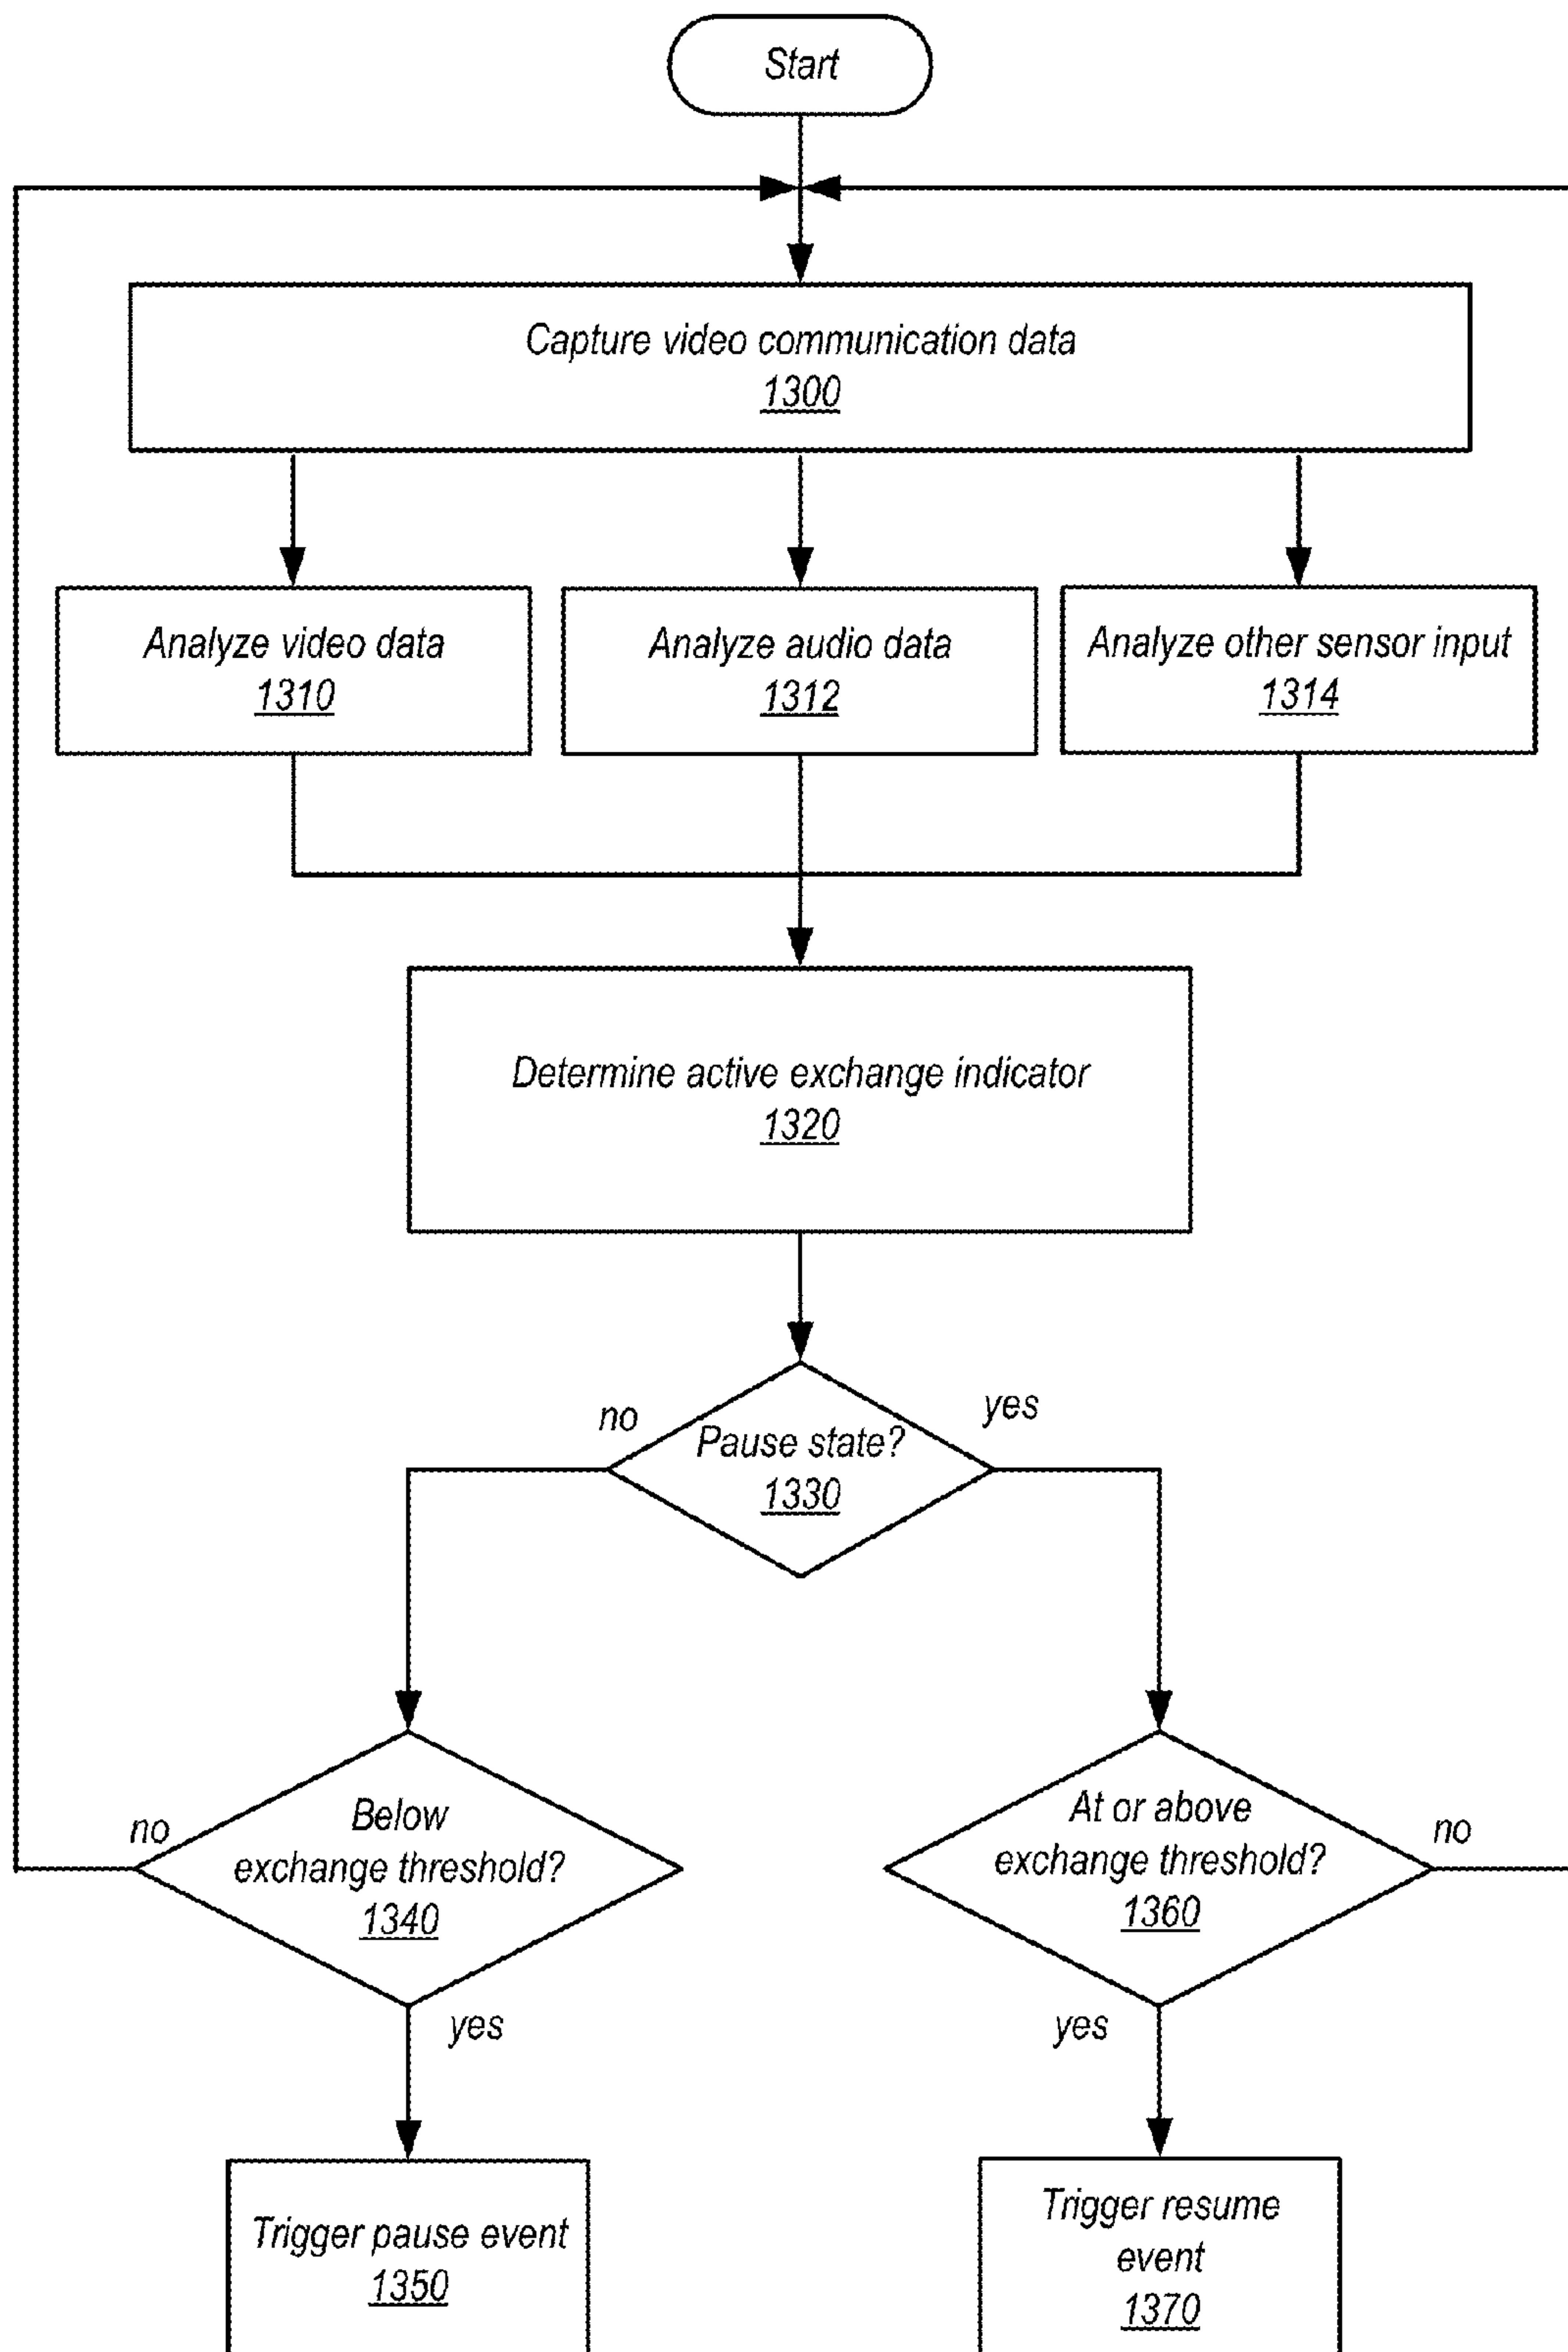 Start
Capture video communication data
1300
Analyze video data
1310
Analyze audio data
1312
Analyze other sensor input
1314
Determine active exchange indicator
1320
no
yes
Pause state?
1330
no
Below
exchange threshold?
1340
yes
At or above
exchange threshold?
1360
no
yes
Trigger pause event
1350
Trigger resume
event
1370